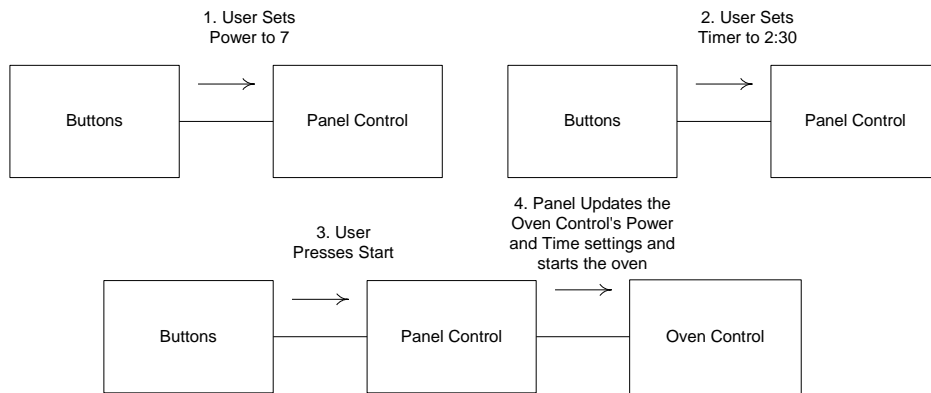 1. User Sets
Power to 7
2. User Sets
Timer to 2:30
Buttons
Panel Control
Buttons
Panel Control
3. User
Presses Start
4. Panel Updates the
Oven Control's Power
and Time settings and
starts the oven
Buttons
Panel Control
Oven Control